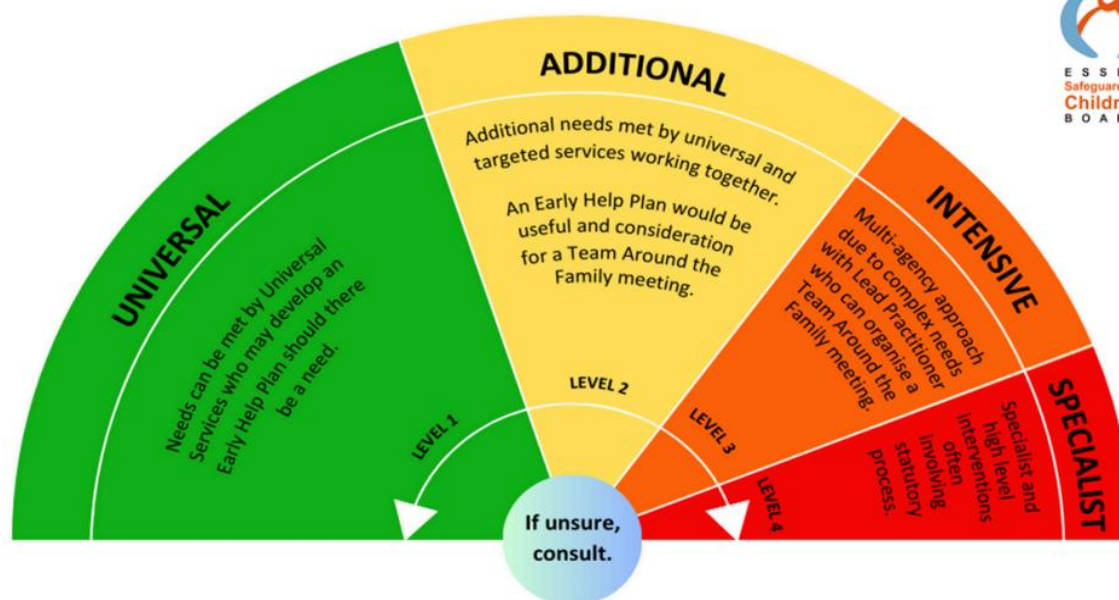 UNIVERSAL
Needs can be met by Universal
Services who may develop an
Early Help Plan should there
be a need.
LEVEL 1
ADDITIONAL
Additional needs met by universal and
targeted services working together.
An Early Help Plan would be
useful and consideration
for a Team Around the
Family meeting.
LEVEL 2
INTENSIVE
Multi-agency approach
due to complex needs
with Lead Practitioner
who can organise a
Team Around the
Family meeting.
LEVEL 3
SPECIALIST
Specialist and
high level
interventions
often
involving
statutory
process.
LEVEL 4
If unsure,
consult.